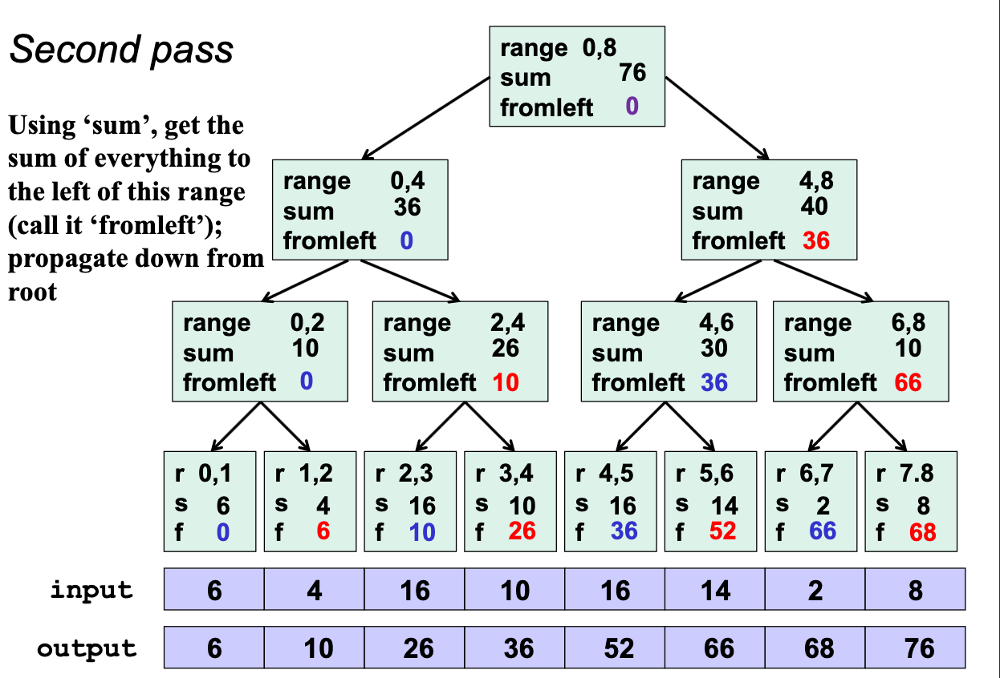 Second pass
Using ‘sum’, get the
sum of everything to
the left of this range
(call it ‘fromleft’);
propagate down from
root
range 0,8
sum 76
fromleft 0
range 0,4
sum 36
fromleft 0
range 4,8
sum 40
fromleft 36
range 0,2
sum 10
fromleft 0
range 2,4
sum 26
fromleft 10
range 4,6
sum 30
fromleft 36
range 6,8
sum 10
fromleft 66
r 0,1
s 6
f 0
r 1,2
s 4
f 6
r 2,3
s 16
f 10
r 3,4
s 10
f 26
r 4,5
s 16
f 36
r 5,6
s 14
f 52
r 6,7
s 2
f 66
r 7.8
s 8
f 68
input 6 4 16 10 16 14 2 8
output 6 10 26 36 52 66 68 76